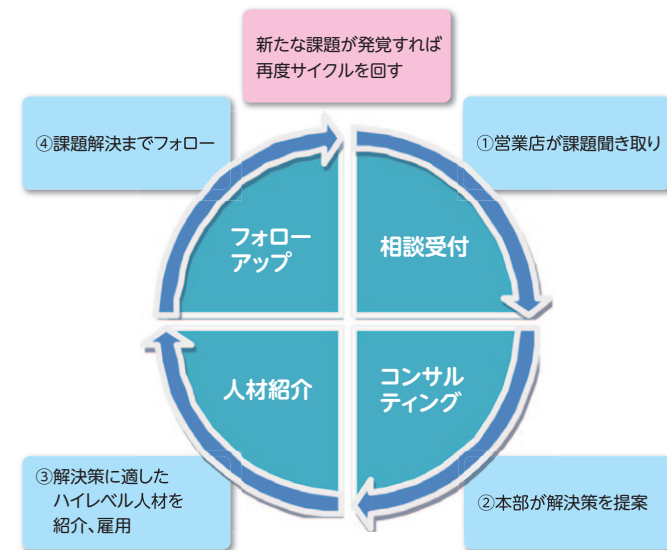 新たな課題が発覚すれば
再度サイクルを回す
④課題解決までフォロー
①営業店が課題聞き取り
フォロー
アップ
相談受付
人材紹介
コンサル
ティング
③解決策に適した
ハイレベル人材を
紹介、雇用
②本部が解決策を提案